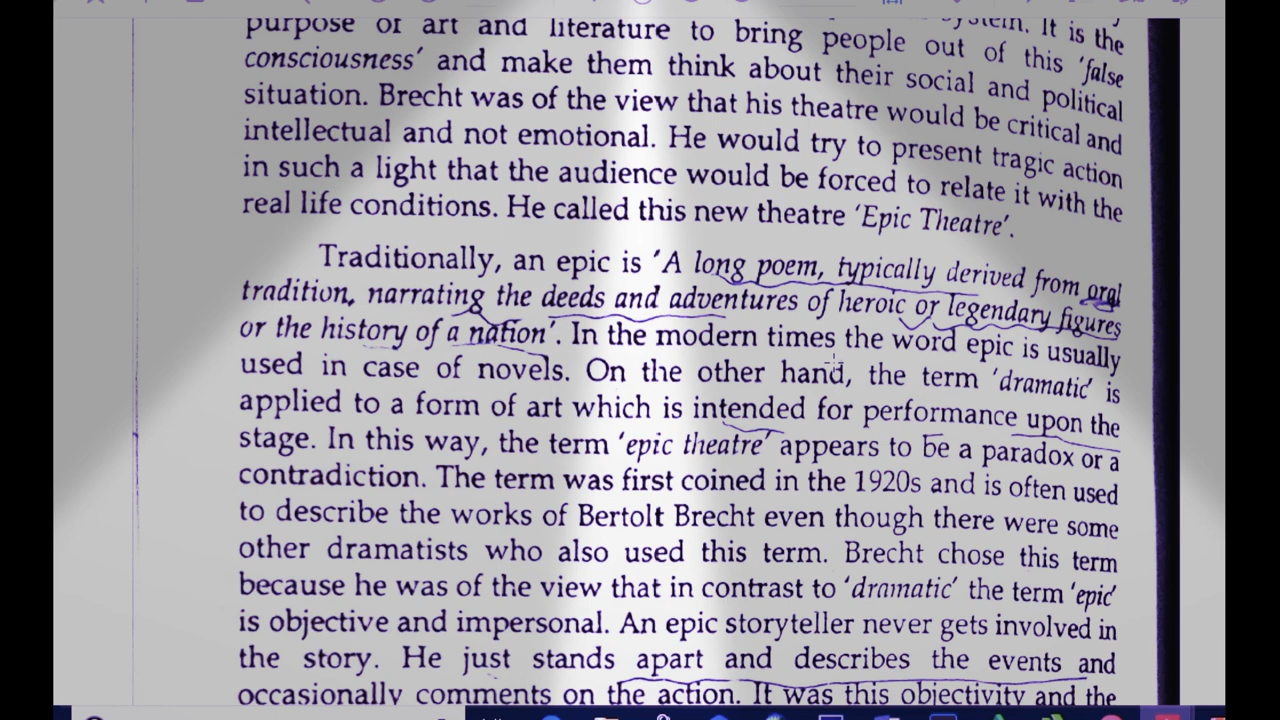 purpose of art and literature to bring people out of this 'false
system. It is the
consciousness' and make them think about their social and political
situation. Brecht was of the view that his theatre would be critical and
intellectual and not emotional. He would try to present tragic action
in such a light that the audience would be forced to relate it with the
real life conditions. He called this new theatre 'Epic Theatre'.
Traditionally, an epic is 'A long poem, typically derived from oral
tradition, narrating the deeds and adventures of heroic or legendary figures
or the history of a nation'. In the modern times the word epic is usually
used in case of novels. On the other hand, the term 'dramatic' is
applied to a form of art which is intended for performance upon the
stage. In this way, the term 'epic theatre' appears to be a paradox or a
contradiction. The term was first coined in the 1920s and is often used
to describe the works of Bertolt Brecht even though there were some
other dramatists who also used this term. Brecht chose this term
because he was of the view that in contrast to 'dramatic' the term 'epic'
is objective and impersonal. An epic storyteller never gets involved in
the story. He just stands apart and describes the events and
occasionally comments on the action. It was this objectivity and the